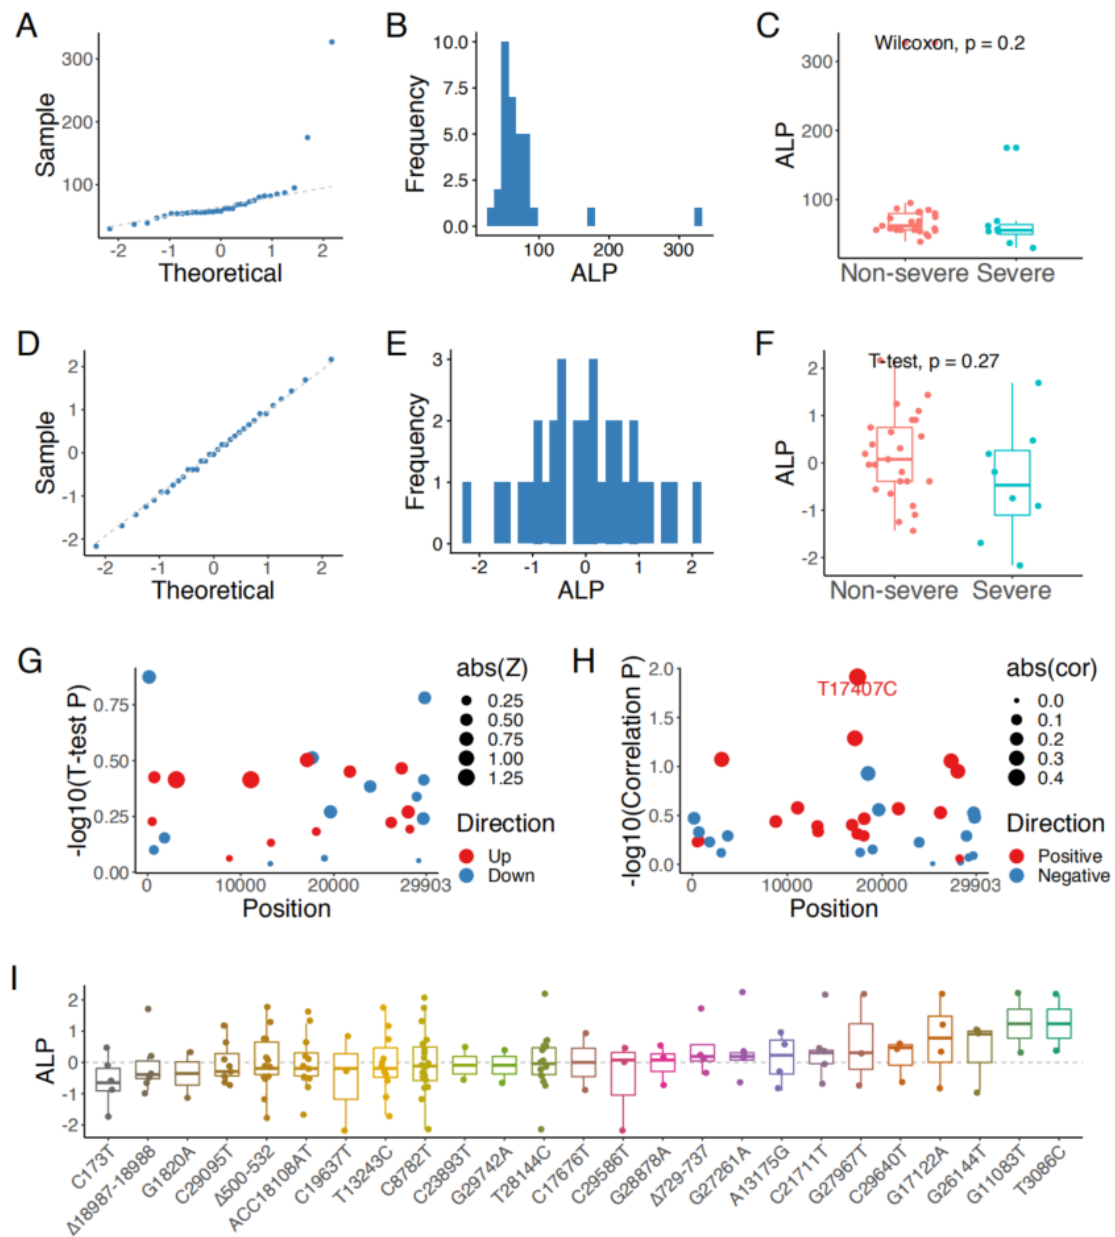 A
300
200
100
Sample
-2 -1 0 1 2
Theoretical
B
10.0
7.5
5.0
2.5
0.0
Frequency
100 200 300
ALP
C
Wilcoxon, p = 0.2
300
200
100
ALP
Non-severe Severe
D
2
1
0
-1
-2
Sample
-2 -1 0 1 2
Theoretical
E
3
2
1
0
Frequency
-2 -1 0 1 2
ALP
F
T-test, p = 0.27
2
1
0
-1
-2
ALP
Non-severe Severe
G
0.75
0.50
0.25
0.00
-log10(T-test P)
0 10000 20000 29903
Position
abs(Z)
0.25
0.50
0.75
1.00
1.25
Direction
Up
Down
H
2.0
1.5
1.0
0.5
0.0
-log10(Correlation P)
T17407C
0 10000 20000 29903
Position
abs(cor)
0.0
0.1
0.2
0.3
0.4
Direction
Positive
Negative
I
2
1
0
-1
-2
ALP
C173T
Δ18987-18988
G1820A
C29095T
Δ500-532
ACC18108AT
C19637T
T13243C
C8782T
C23893T
G29742A
T28144C
C17676T
C29586T
G28878A
Δ729-737
G27261A
A13175G
C21711T
G27967T
C29640T
G17122A
G26144T
G11083T
T3086C